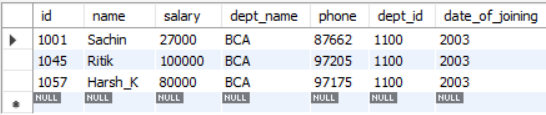 id name salary dept_name phone dept_id date_of_joining
1001 Sachin 27000 BCA 87662 1100 2003
1045 Ritik 100000 BCA 97205 1100 2003
1057 Harsh_K 80000 BCA 97175 1100 2003
NULL NULL NULL NULL NULL NULL NULL